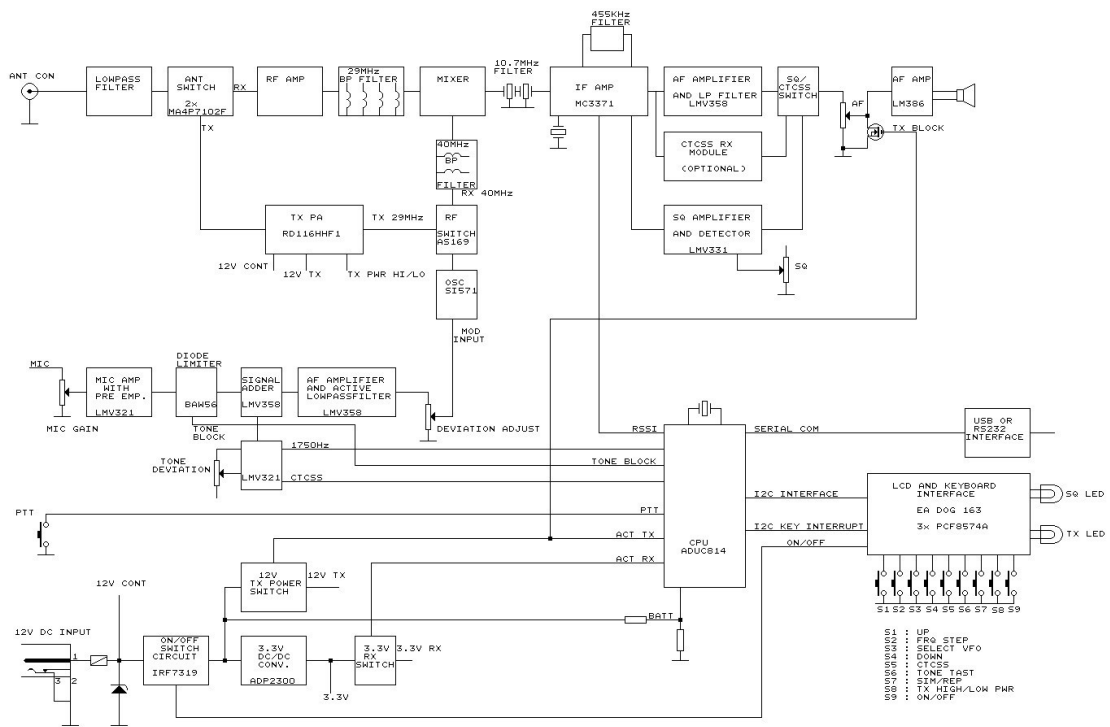 455KHz
FILTER
ANT CON
LOWPASS
FILTER
ANT
SWITCH
2x
MA4P7102F
RX
TX
RF AMP
29MHz
BP FILTER
MIXER
10.7MHz
FILTER
IF AMP
MC3371
AF AMPLIFIER
AND LP FILTER
LMV358
SQ/
CTCSS
SWITCH
AF
AF AMP
LM386
TX BLOCK
CTCSS RX
MODULE
(OPTIONAL)
40MHz
BP
FILTER
RX 40MHz
TX PA
RD116HHF1
TX 29MHz
RF
SWITCH
AS169
SQ AMPLIFIER
AND DETECTOR
LMV331
SQ
12V CONT
12V TX
TX PWR HI/LO
OSC
SI571
MOD
INPUT
MIC
MIC GAIN
MIC AMP
WITH
PRE EMP.
LMV321
DIODE
LIMITER
BAW56
SIGNAL
ADDER
LMV358
AF AMPLIFIER
AND ACTIVE
LOWPASSFILTER
LMV358
DEVIATION ADJUST
TONE
BLOCK
TONE
DEVIATION
LMV321
1750Hz
CTCSS
RSSI
TONE BLOCK
SERIAL COM
USB OR
RS232
INTERFACE
I2C INTERFACE
LCD AND KEYBOARD
INTERFACE
EA DOG 163
3x PCF8574A
SQ LED
TX LED
PTT
PTT
I2C KEY INTERRUPT
ON/OFF
CPU
ADUC814
ACT TX
ACT RX
12V
TX POWER
SWITCH
12V TX
12V CONT
BATT
12V DC INPUT
1
3
2
ON/OFF
SWITCH
CIRCUIT
IRF7319
3.3V
DC/DC
CONV.
ADP2300
3.3V
3.3V
RX
SWITCH
3.3V RX
S1 S2 S3 S4 S5 S6 S7 S8 S9
S1 : UP
S2 : FRQ STEP
S3 : SELECT VFO
S4 : DOWN
S5 : CTCSS
S6 : TONE TAST
S7 : SIM/REP
S8 : TX HIGH/LOW PWR
S9 : ON/OFF